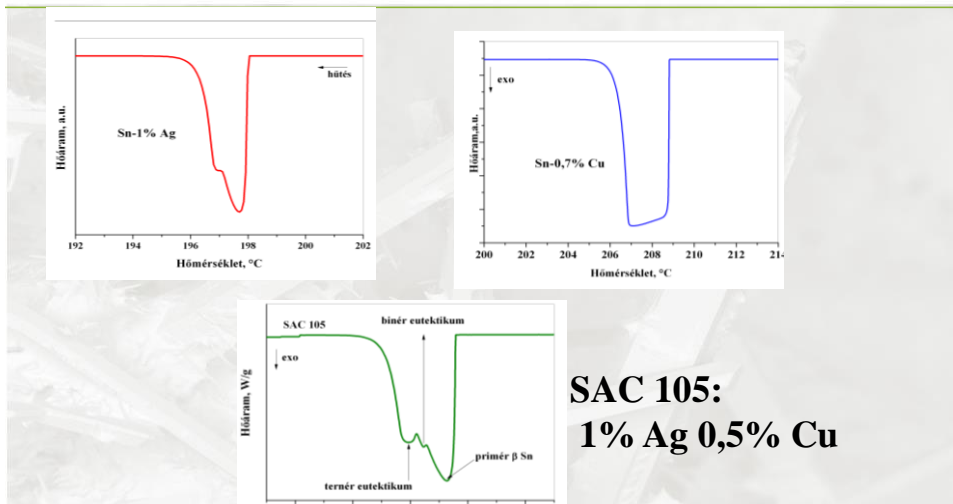 hűtés
Sn-1% Ag
Hőáram, a.u.
192 194 196 198 200 202
Hőmérséklet, °C
exo
Sn-0,7% Cu
Hőáram,a.u.
200 202 204 206 208 210 212 214
Hőmérséklet, °C
SAC 105
binér eutektikum
exo
Hőáram, W/g
primér β Sn
ternér eutektikum
SAC 105:
1% Ag 0,5% Cu